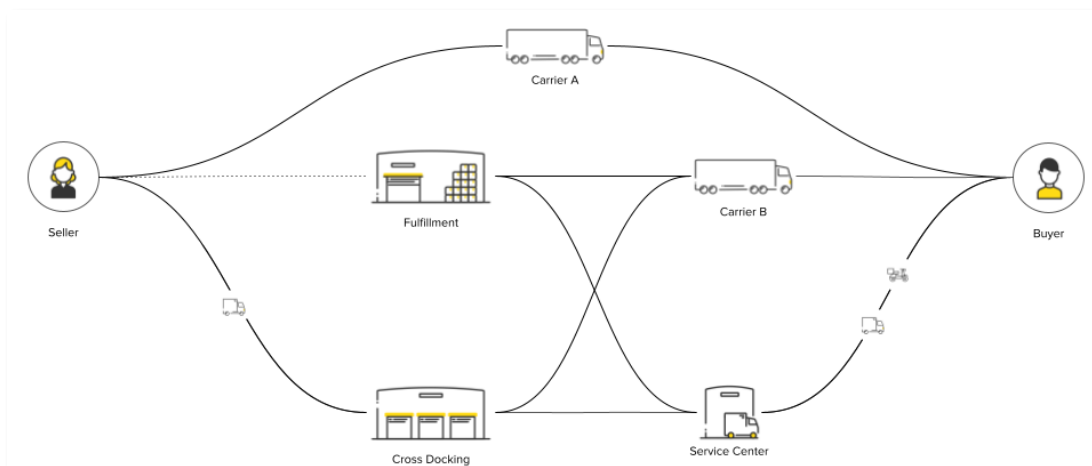 Carrier A
Seller
Fulfillment
Carrier B
Buyer
Cross Docking
Service Center